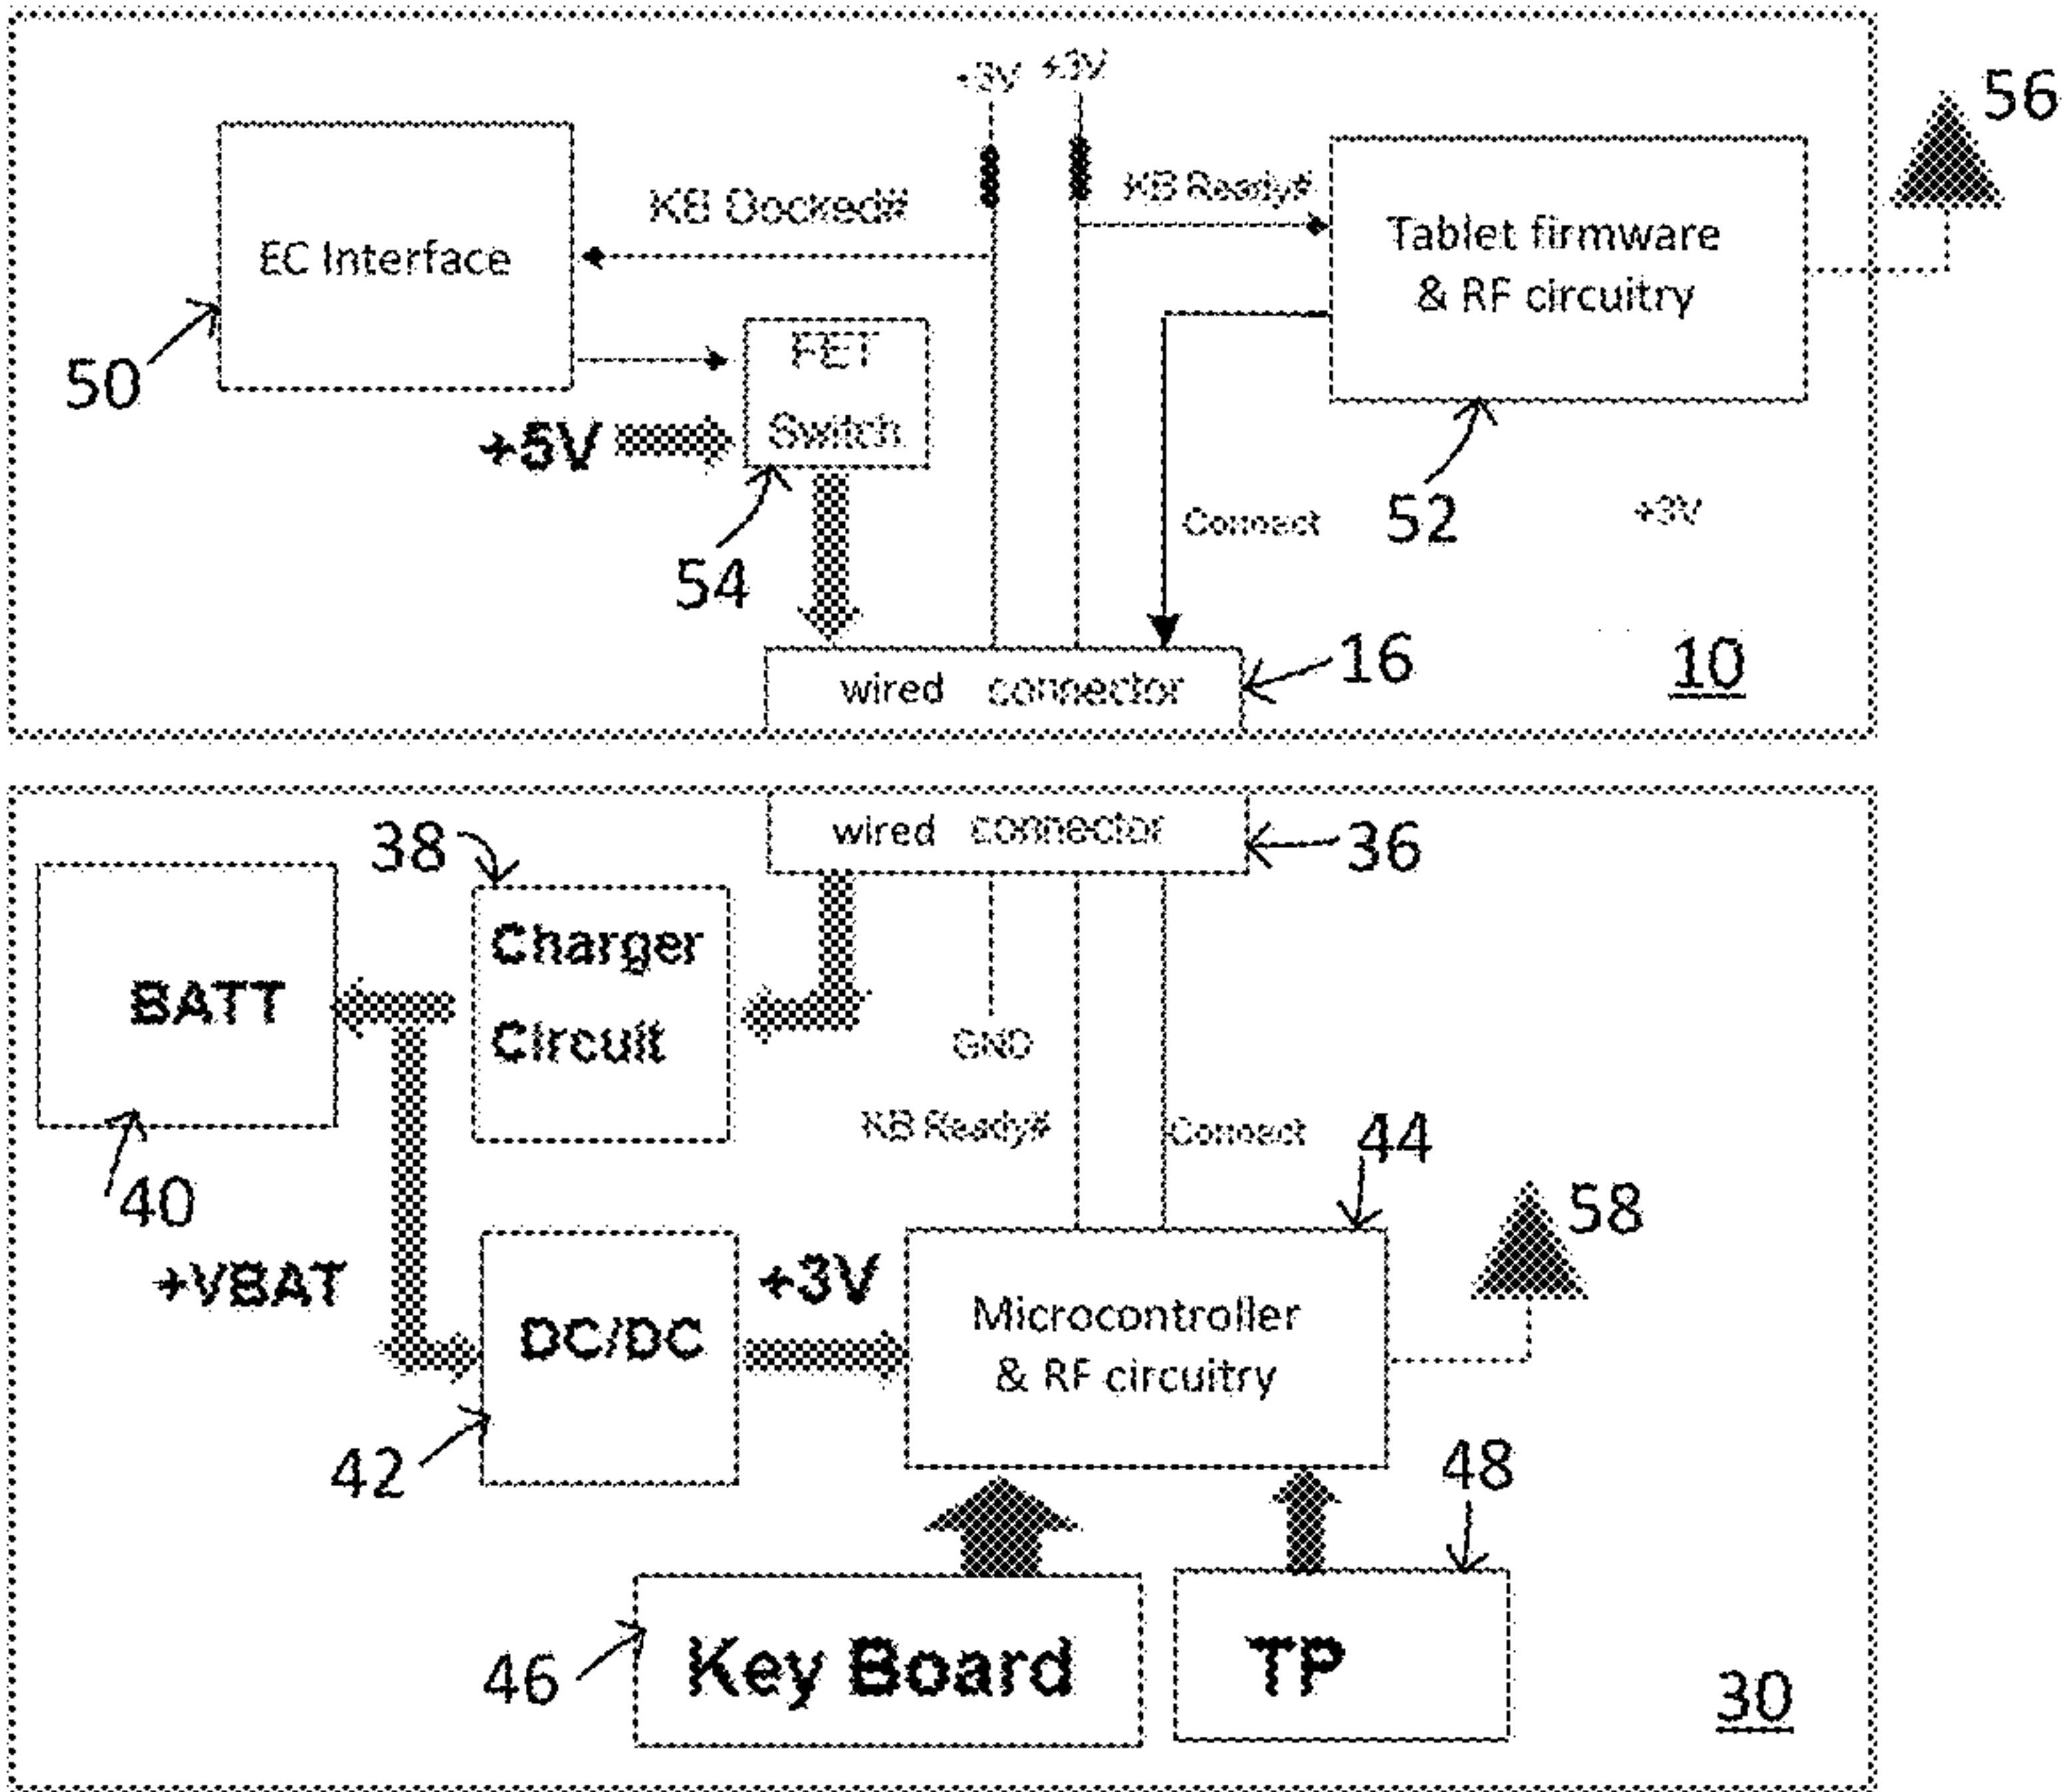 +3V +3V
56
KB Docked#
KB Ready#
EC Interface
Tablet firmware
& RF circuitry
50
FET
Switch
+5V
54
Connect
52
+3V
wired connector
16
10
wired connector
36
38
Charger
Circuit
BATT
GND
40
KB Ready#
Connect
44
58
+VBAT
DC/DC
+3V
Microcontroller
& RF circuitry
42
48
46
Key Board
TP
30